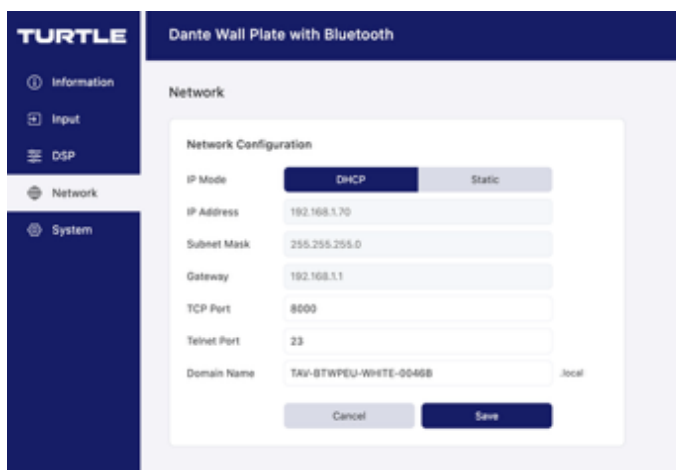 TURTLE
Dante Wall Plate with Bluetooth
Information
Input
DSP
Network
System
Network
Network Configuration
IP Mode DHCP Static
IP Address 192.168.1.70
Subnet Mask 255.255.255.0
Gateway 192.168.1.1
TCP Port 8000
Telnet Port 23
Domain Name TAV-BTWPEU-WHITE-0046B .local
Cancel Save